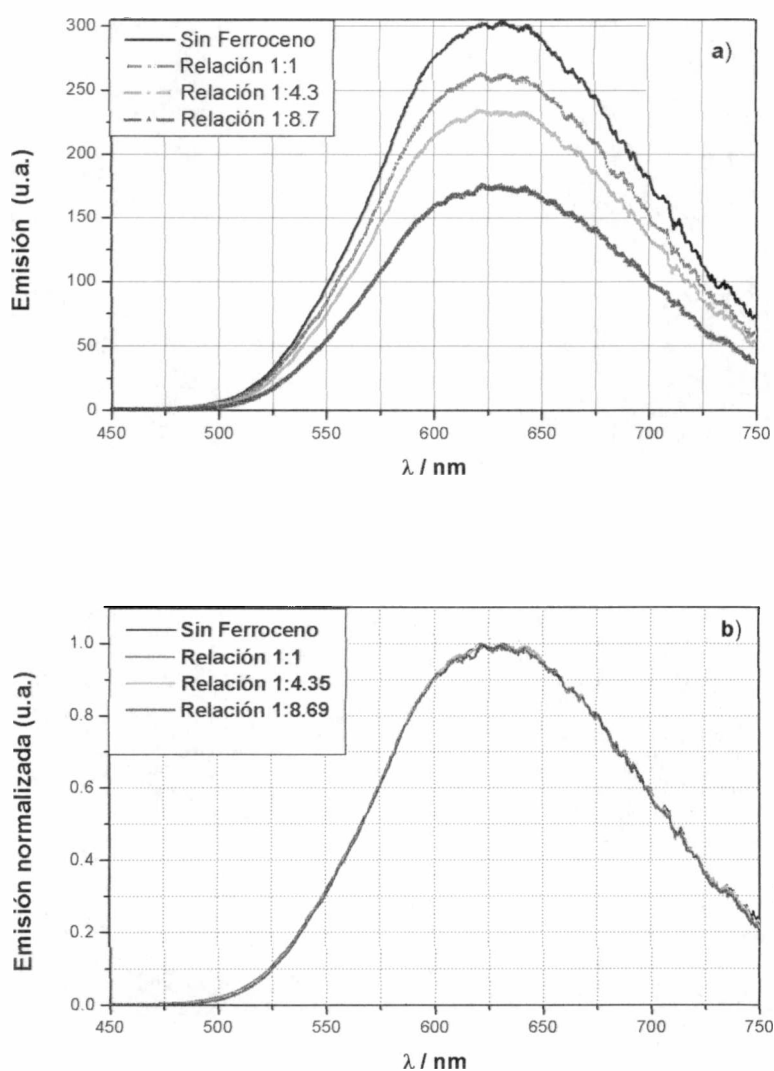 a)
Sin Ferroceno
Relación 1:1
Relación 1:4.3
Relación 1:8.7
Emisión (u.a.)
300
250
200
150
100
50
0
450 500 550 600 650 700 750
λ / nm
b)
Sin Ferroceno
Relación 1:1
Relación 1:4.35
Relación 1:8.69
Emisión normalizada (u.a.)
1.0
0.8
0.6
0.4
0.2
0.0
450 500 550 600 650 700 750
λ / nm